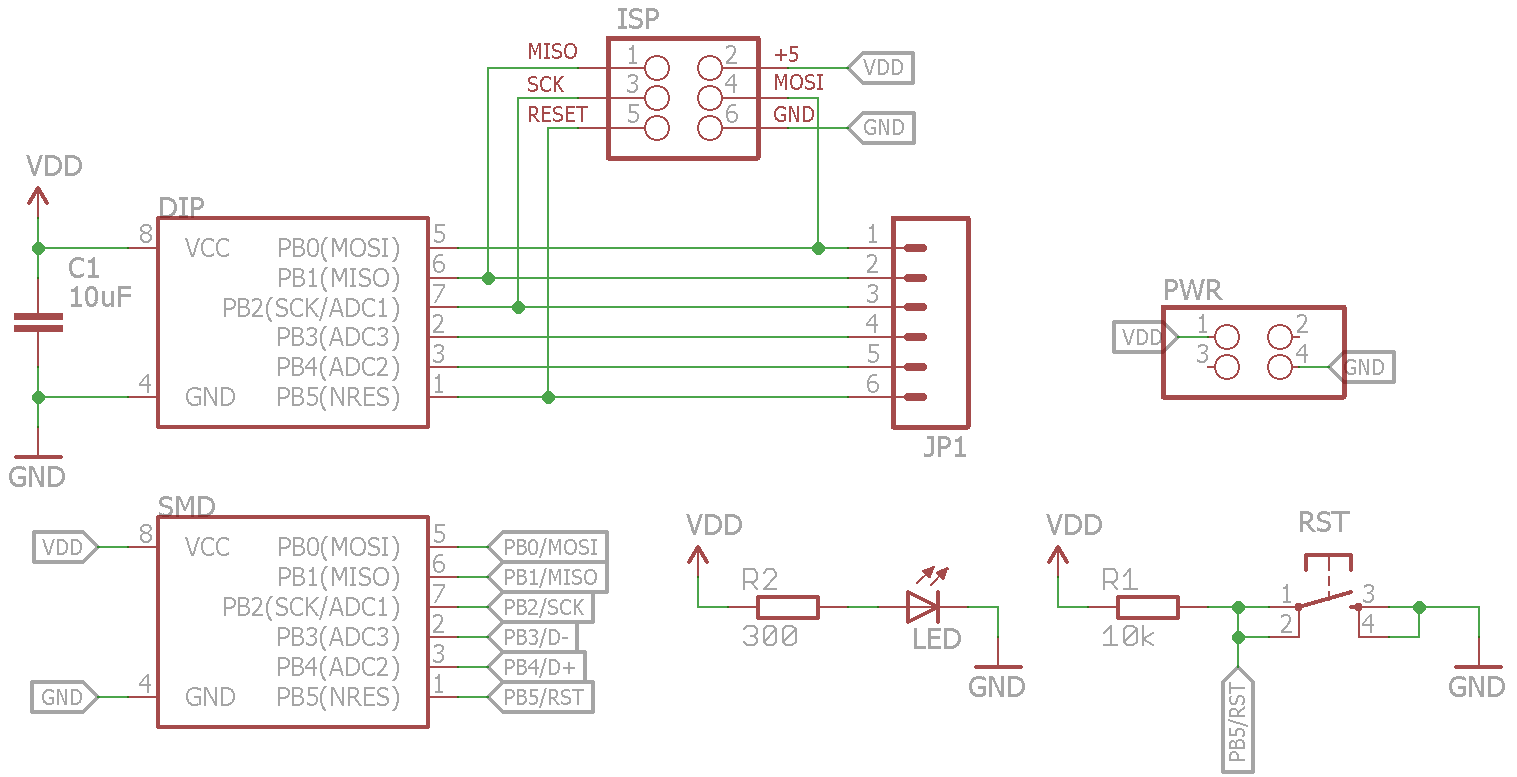 ISP
MISO 1 2 +5 VDD
SCK 3 4 MOSI
RESET 5 6 GND GND
VDD
DIP
8 VCC PB0(MOSI) 5 1
PB1(MISO) 6 2
C1
10uF
PB2(SCK/ADC1) 7 3
PB3(ADC3) 2 4
PB4(ADC2) 3 5
4 GND PB5(NRES) 1 6
GND
JP1
PWR
VDD 1 2
3 4 GND
SMD
VDD 8 VCC PB0(MOSI) 5 PB0/MOSI
PB1(MISO) 6 PB1/MISO
PB2(SCK/ADC1) 7 PB2/SCK
PB3(ADC3) 2 PB3/D-
PB4(ADC2) 3 PB4/D+
GND 4 GND PB5(NRES) 1 PB5/RST
VDD
R2
300
LED
GND
VDD
R1
10k
RST
1 3
2 4
GND
PB5/RST